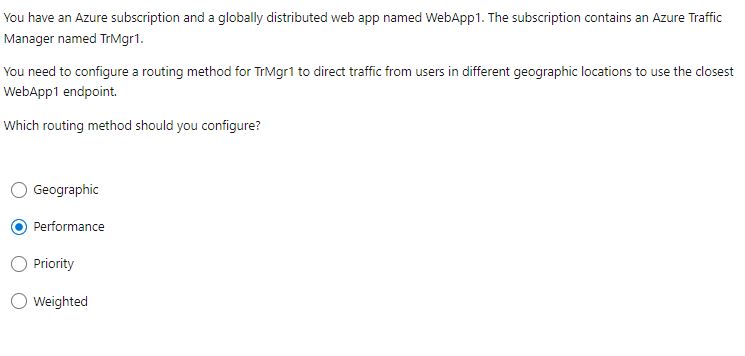 You have an Azure subscription and a globally distributed web app named WebApp1. The subscription contains an Azure Traffic
Manager named TrMgr1.
You need to configure a routing method for TrMgr1 to direct traffic from users in different geographic locations to use the closest
WebApp1 endpoint.
Which routing method should you configure?
Geographic
Performance
Priority
Weighted